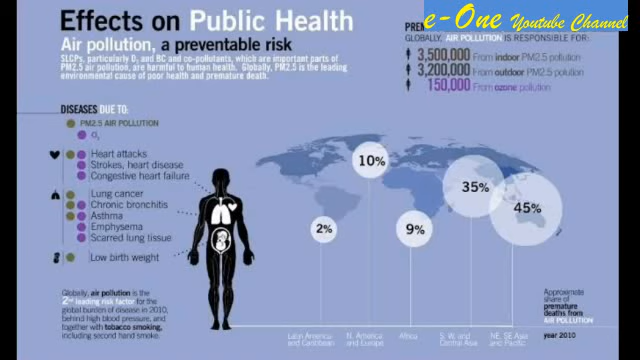 Effects on Public Health
Air pollution, a preventable risk
SLCPs, particularly O₃ and BC and co-pollutants, which are important parts of
PM2.5 air pollution, are harmful to human health. Globally, PM2.5 is the leading
environmental cause of poor health and premature death.
e-One Youtube Channel
GLOBALLY, AIR POLLUTION IS RESPONSIBLE FOR:
3,500,000 From indoor PM2.5 pollution
3,200,000 From outdoor PM2.5 pollution
150,000 From ozone pollution
DISEASES DUE TO:
PM2.5 AIR POLLUTION
O₃
Heart attacks
Strokes, heart disease
Congestive heart failure
Lung cancer
Chronic bronchitis
Asthma
Emphysema
Scarred lung tissue
Low birth weight
Globally, air pollution is the
2nd leading risk factor for the
global burden of disease in 2010,
behind high blood pressure, and
together with tobacco smoking,
including second hand smoke.
10%
35%
45%
2%
9%
Latin America
and Caribbean
N. America
and Europe
Africa
S, W, and
Central Asia
NE, SE Asia
and Pacific
Approximate
share of
premature
deaths from
AIR POLLUTION
year 2010